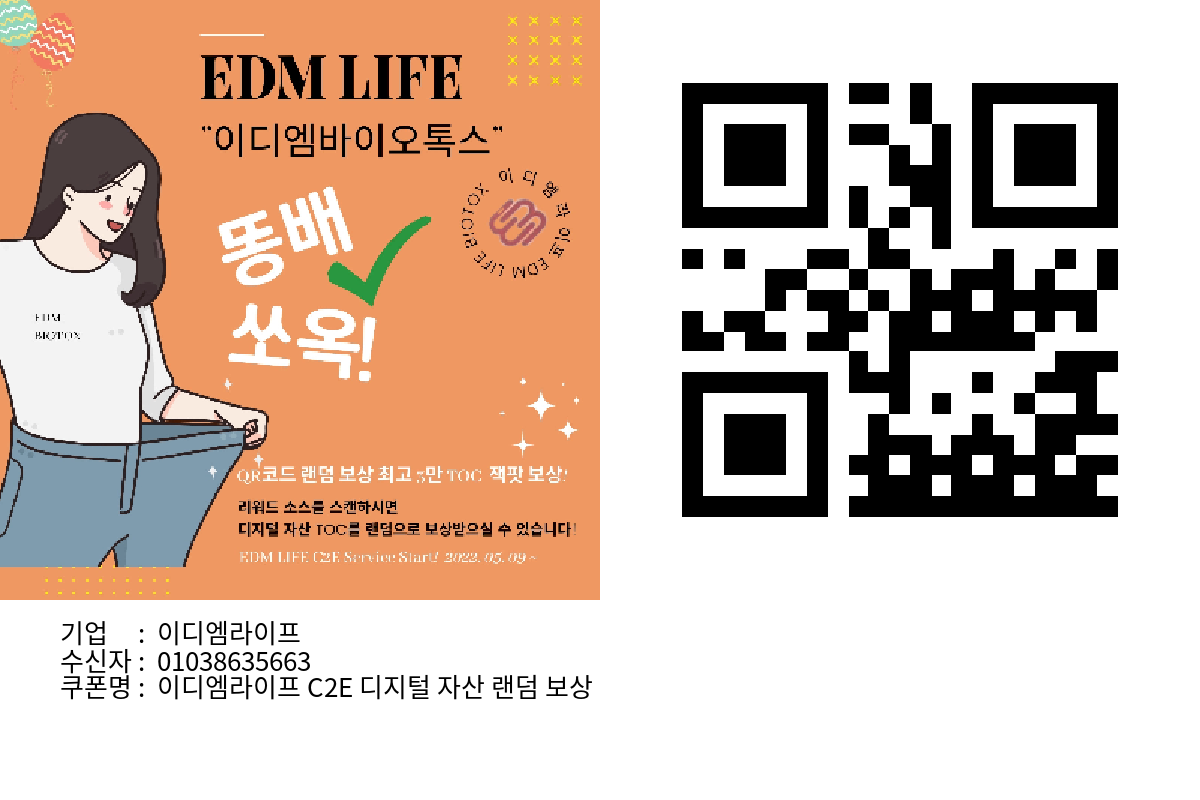 EDM LIFE
"이디엠바이오톡스"
이디엠라이프 EDM LIFE BIOTOX
똥배
쏘옥!
EDM
BIOTOX
QR코드 랜덤 보상 최고 5만 TOC 잭팟 보상!
리워드 소스를 스캔하시면
디지털 자산 TOC를 랜덤으로 보상받으실 수 있습니다!
EDM LIFE C2E Service Start! 2022. 05. 09 ~
기업 : 이디엠라이프
수신자 : 01038635663
쿠폰명 : 이디엠라이프 C2E 디지털 자산 랜덤 보상